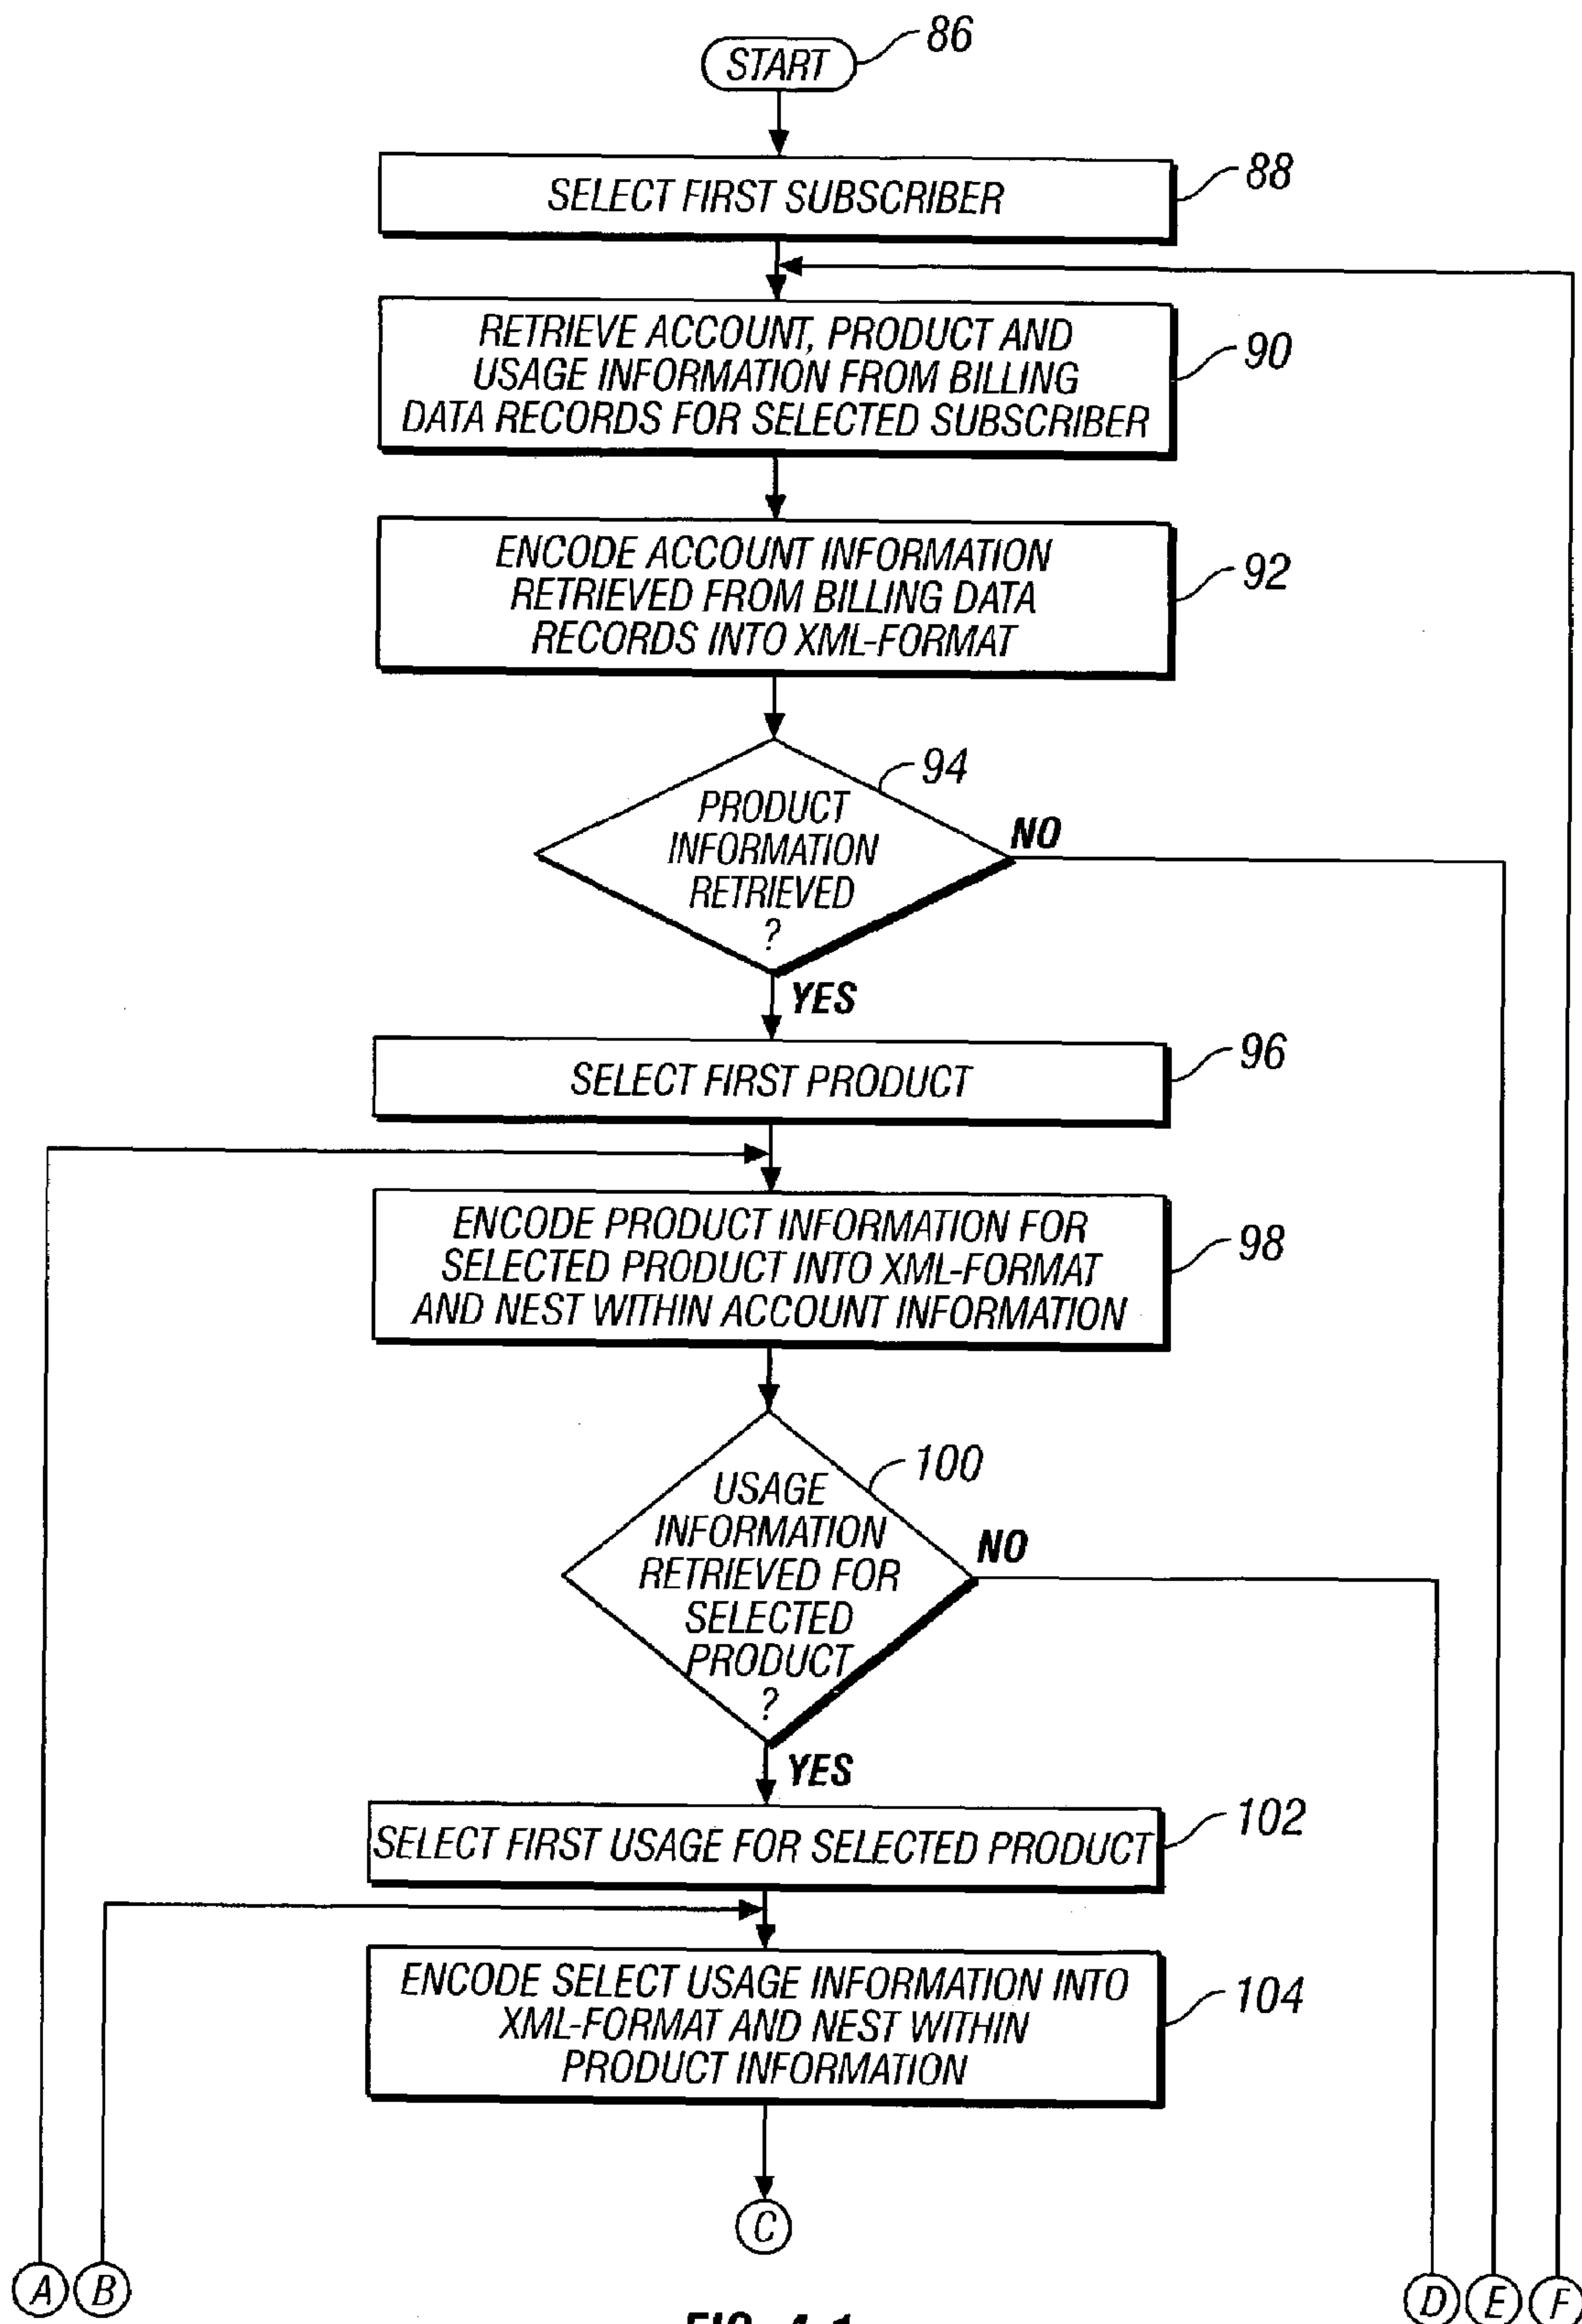 START
86
SELECT FIRST SUBSCRIBER
88
RETRIEVE ACCOUNT, PRODUCT AND
USAGE INFORMATION FROM BILLING
DATA RECORDS FOR SELECTED SUBSCRIBER
90
ENCODE ACCOUNT INFORMATION
RETRIEVED FROM BILLING DATA
RECORDS INTO XML-FORMAT
92
94
PRODUCT
INFORMATION
RETRIEVED
?
NO
YES
SELECT FIRST PRODUCT
96
ENCODE PRODUCT INFORMATION FOR
SELECTED PRODUCT INTO XML-FORMAT
AND NEST WITHIN ACCOUNT INFORMATION
98
100
USAGE
INFORMATION
RETRIEVED FOR
SELECTED
PRODUCT
?
NO
YES
SELECT FIRST USAGE FOR SELECTED PRODUCT
102
ENCODE SELECT USAGE INFORMATION INTO
XML-FORMAT AND NEST WITHIN
PRODUCT INFORMATION
104
C
A
B
D
E
F